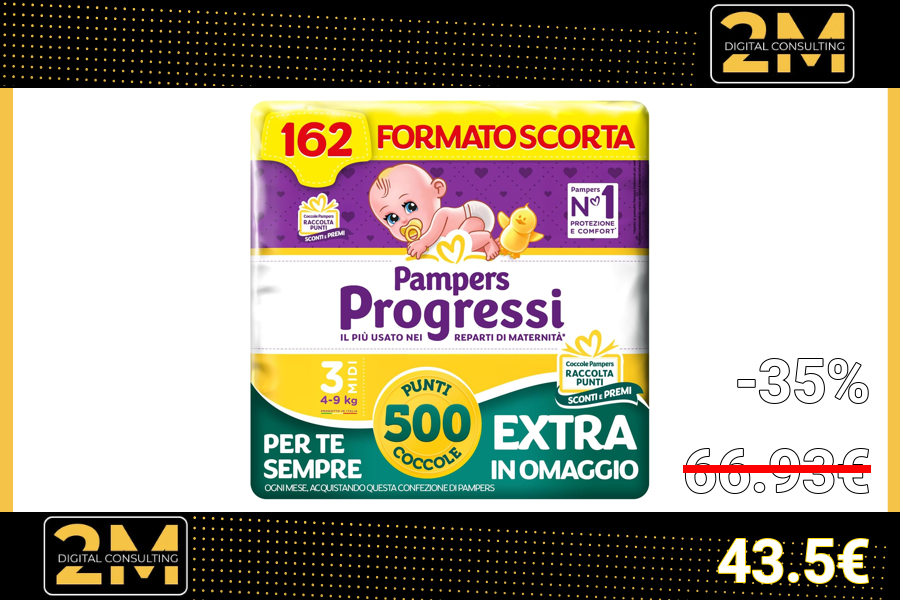 2M
DIGITAL CONSULTING
162 FORMATO SCORTA
Coccole Pampers
RACCOLTA
PUNTI
SCONTI E PREMI
Pampers
N°1
PROTEZIONE
E COMFORT*
Pampers
Progressi
IL PIÙ USATO NEI REPARTI DI MATERNITÀ*
3 MIDI
4-9 kg
PRODOTTO IN ITALIA
Coccole Pampers
RACCOLTA
PUNTI
SCONTI E PREMI
PUNTI
500
COCCOLE
PER TE
SEMPRE
EXTRA
IN OMAGGIO
OGNI MESE, ACQUISTANDO QUESTA CONFEZIONE DI PAMPERS
-35%
66.93€
2M
DIGITAL CONSULTING
43.5€